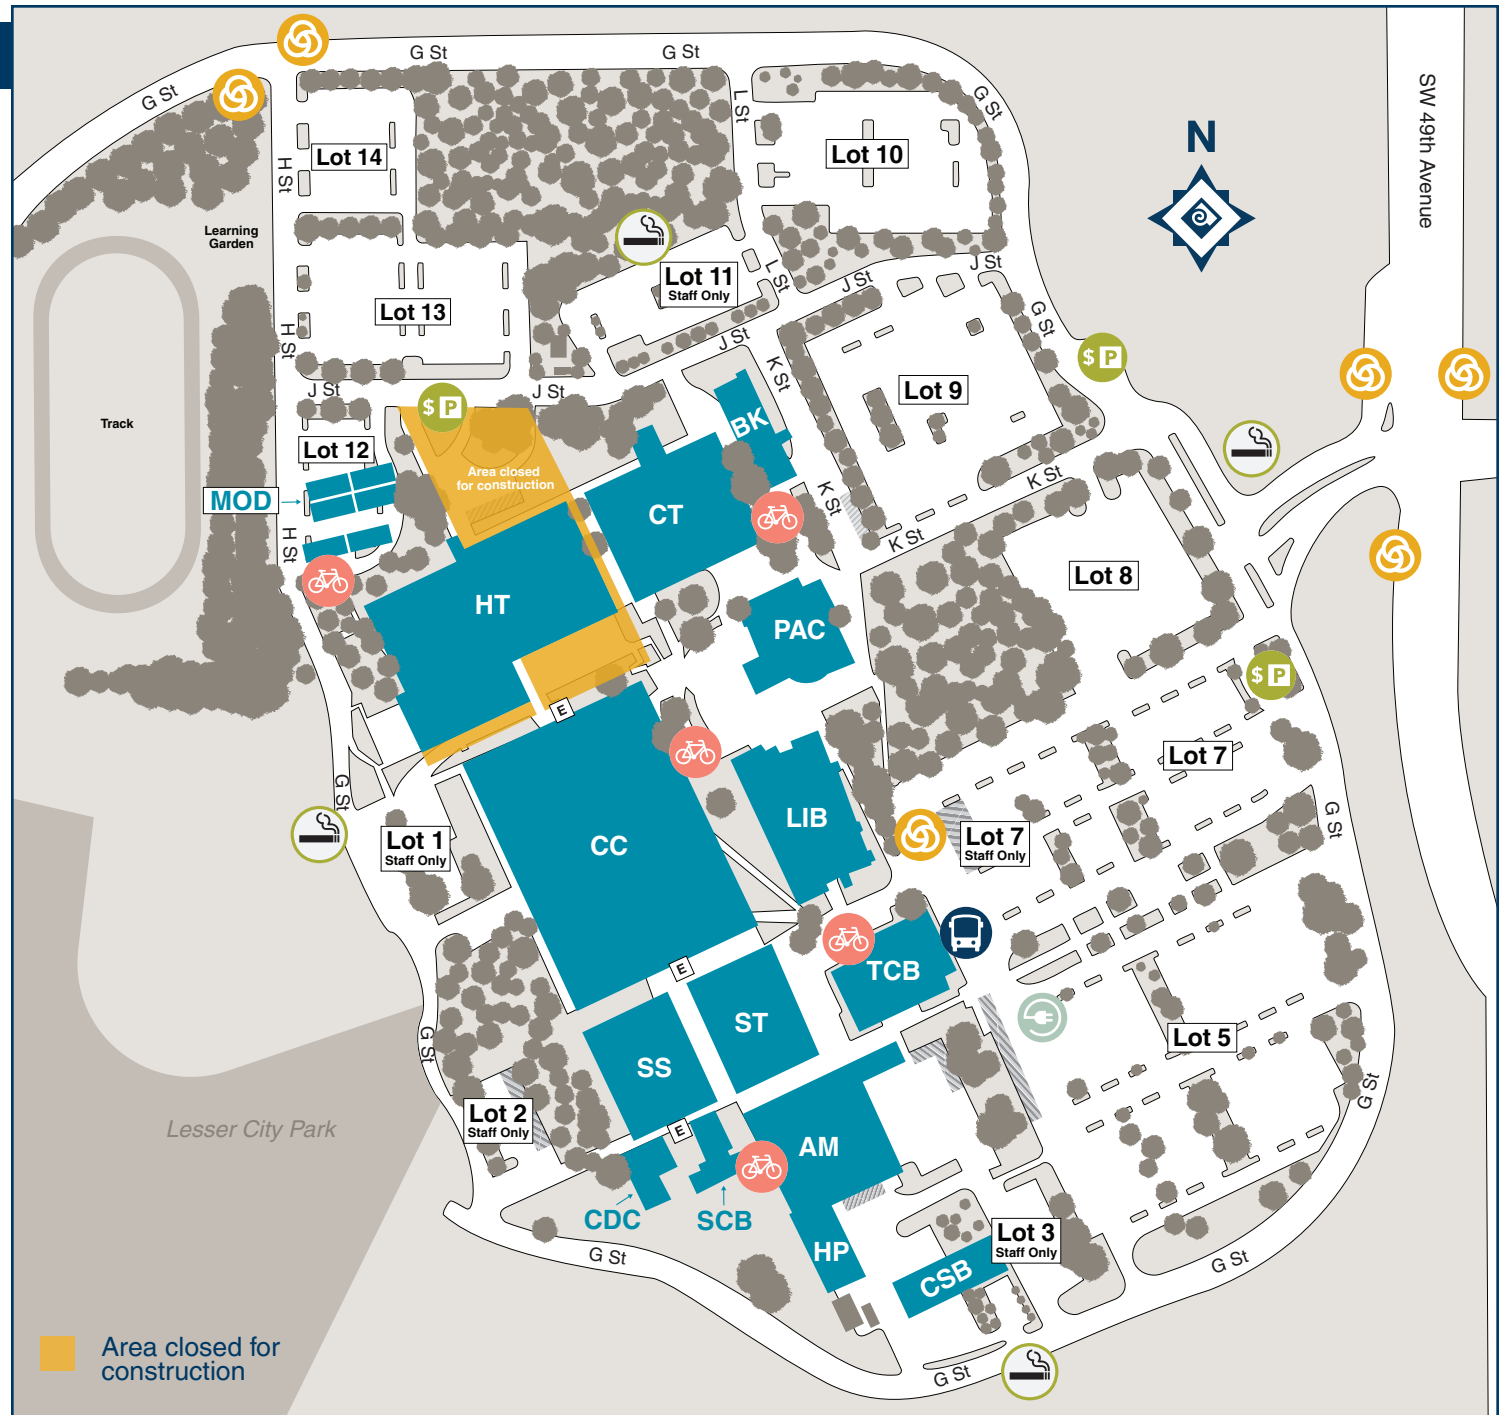 G St
G St
G St
G St
L St
N
SW 49th Avenue
Lot 14
Lot 10
H St
Learning
Garden
Lot 11
Staff Only
L St
J St
J St
Lot 13
G St
H St
J St
K St
$ P
Lot 9
J St
J St
$ P
Track
BK
Lot 12
Area closed
for construction
K St
MOD
CT
K St
H St
K St
Lot 8
HT
PAC
$ P
E
Lot 7
G St
G St
LIB
Lot 1
Staff Only
CC
Lot 7
Staff Only
E
TCB
ST
Lot 5
G St
SS
G St
Lot 2
Staff Only
Lesser City Park
E
AM
CDC
SCB
Lot 3
Staff Only
HP
G St
G St
CSB
Area closed for
construction
G St